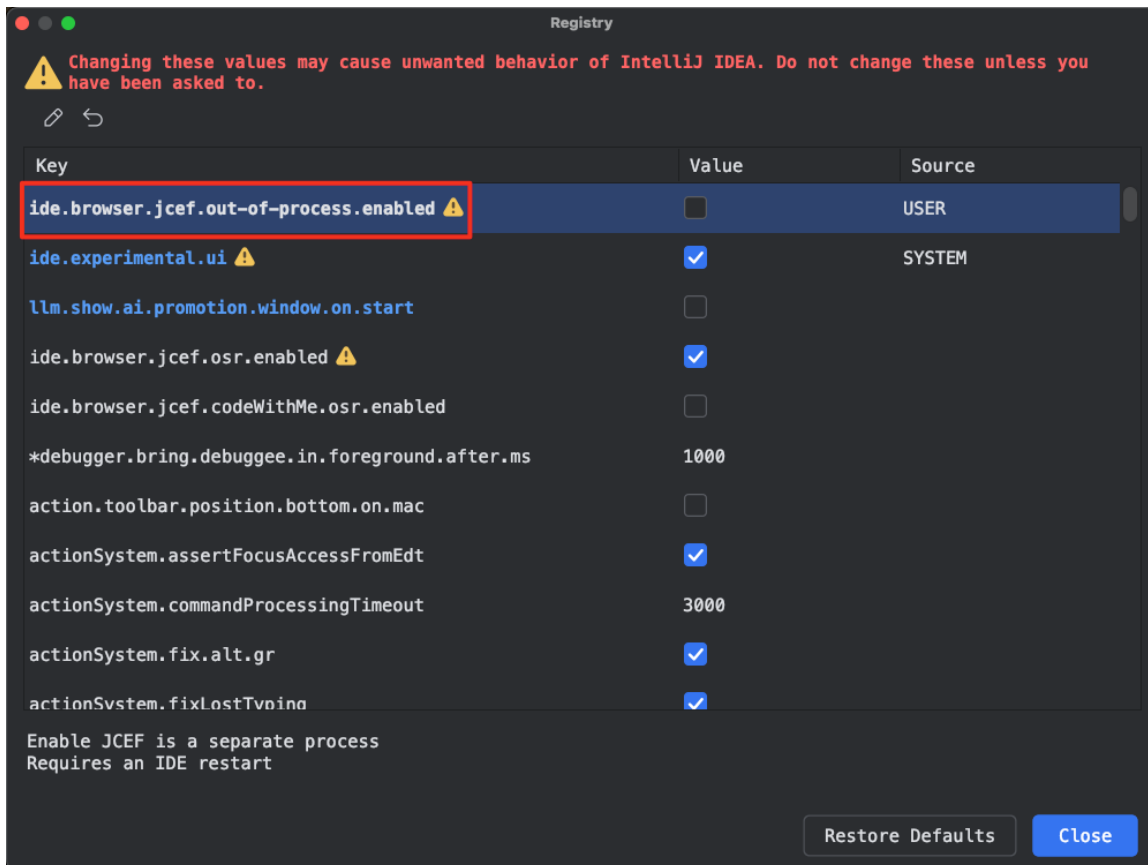 Registry
Changing these values may cause unwanted behavior of IntelliJ IDEA. Do not change these unless you
have been asked to.
Key Value Source
ide.browser.jcef.out-of-process.enabled USER
ide.experimental.ui SYSTEM
llm.show.ai.promotion.window.on.start
ide.browser.jcef.osr.enabled
ide.browser.jcef.codeWithMe.osr.enabled
*debugger.bring.debuggee.in.foreground.after.ms 1000
action.toolbar.position.bottom.on.mac
actionSystem.assertFocusAccessFromEdt
actionSystem.commandProcessingTimeout 3000
actionSystem.fix.alt.gr
actionSystem.fixLostTyping
Enable JCEF is a separate process
Requires an IDE restart
Restore Defaults Close